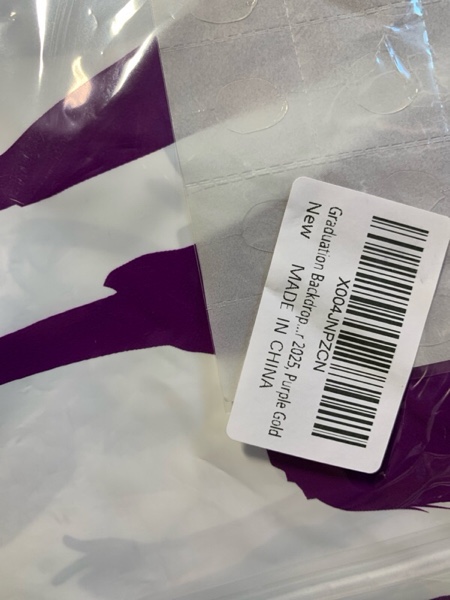 X004JNPZCN
Graduation Backdrop...r 2025, Purple Gold
New MADE IN CHINA